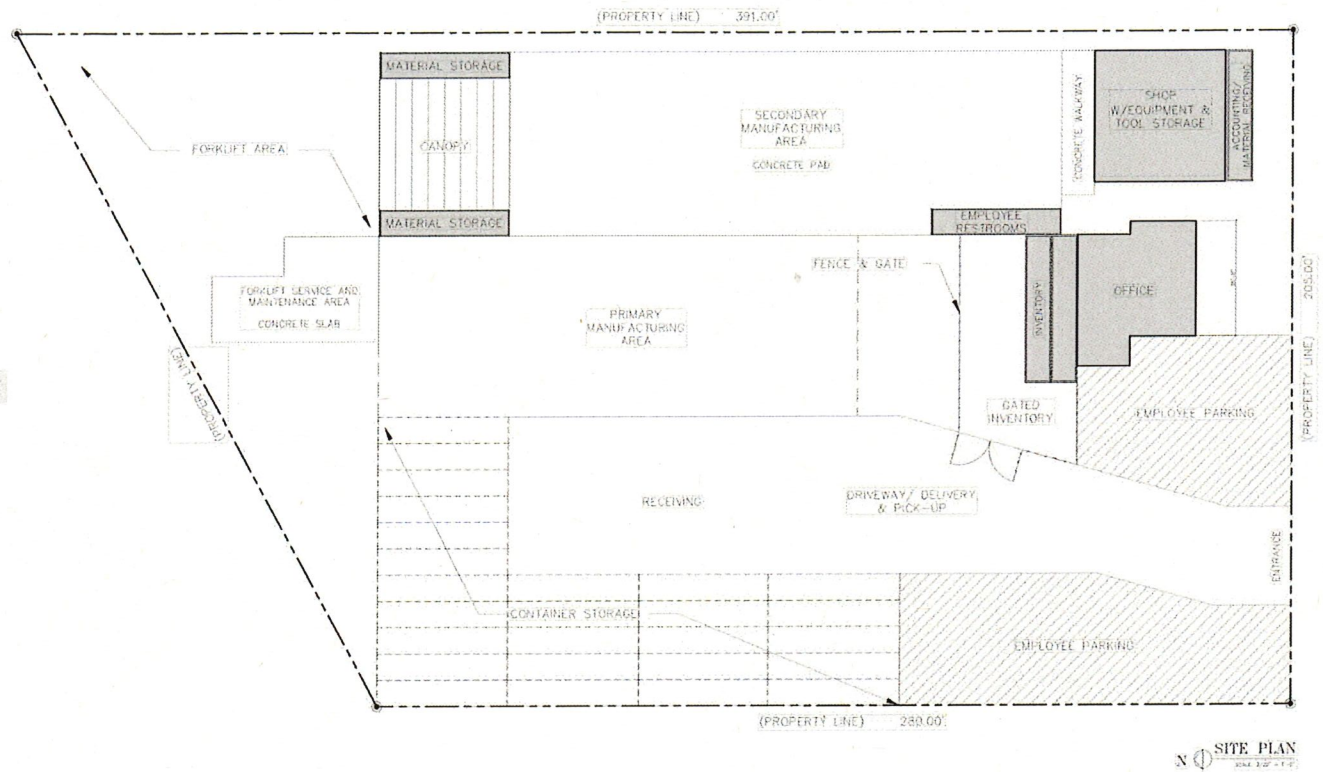 (PROPERTY LINE) 391.00'
MATERIAL STORAGE
SHOP
W/EQUIPMENT &
TOOL STORAGE
ACCOUNTING/
MATERIAL RECEIVING
CONCRETE WALKWAY
SECONDARY
MANUFACTURING
AREA
CONCRETE PAD
FORKLIFT AREA
CANOPY
MATERIAL STORAGE
EMPLOYEE
RESTROOMS
FENCE & GATE
INVENTORY
OFFICE
FORKLIFT SERVICE AND
MAINTENANCE AREA
CONCRETE SLAB
PRIMARY
MANUFACTURING
AREA
(PROPERTY LINE) 205.00'
(PROPERTY LINE)
GATED
INVENTORY
EMPLOYEE PARKING
RECEIVING
DRIVEWAY/ DELIVERY
& PICK-UP
ENTRANCE
CONTAINER STORAGE
EMPLOYEE PARKING
(PROPERTY LINE) 280.00'
N SITE PLAN